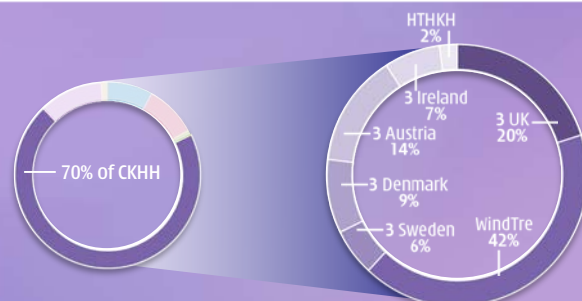 HTHKH
2%
3 Ireland
7%
3 UK
20%
3 Austria
14%
70% of CKHH
3 Denmark
9%
WindTre
42%
3 Sweden
6%